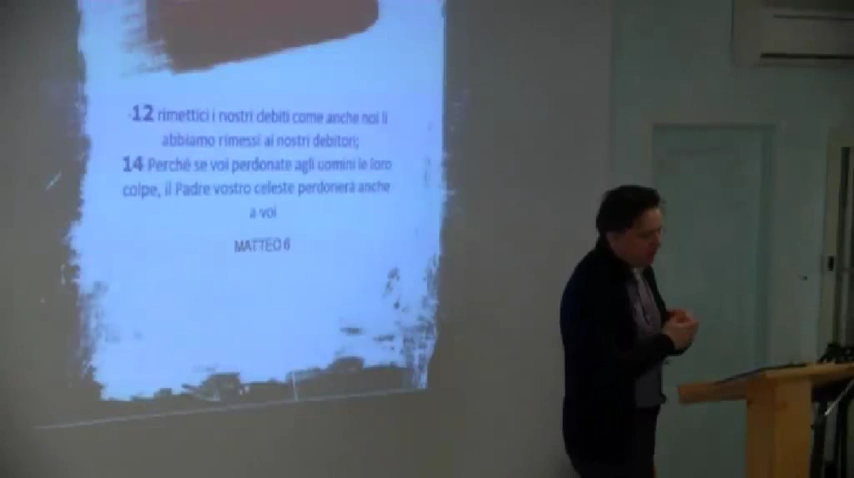 12 rimettici i nostri debiti come anche noi li
abbiamo rimessi ai nostri debitori;
14 Perché se voi perdonate agli uomini le loro
colpe, il Padre vostro celeste perdonerà anche
a voi
MATTEO 6